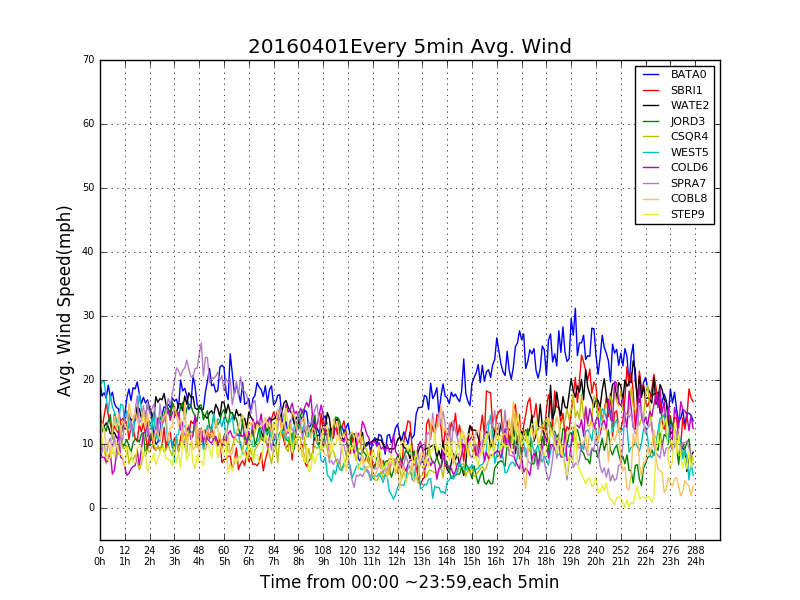 20160401Every 5min Avg. Wind
70
60
50
40
30
20
10
0
Avg. Wind Speed(mph)
BATA0
SBRI1
WATE2
JORD3
CSQR4
WEST5
COLD6
SPRA7
COBL8
STEP9
0 12 24 36 48 60 72 84 96 108 120 132 144 156 168 180 192 204 216 228 240 252 264 276 288
0h 1h 2h 3h 4h 5h 6h 7h 8h 9h 10h 11h 12h 13h 14h 15h 16h 17h 18h 19h 20h 21h 22h 23h 24h
Time from 00:00 ~23:59,each 5min